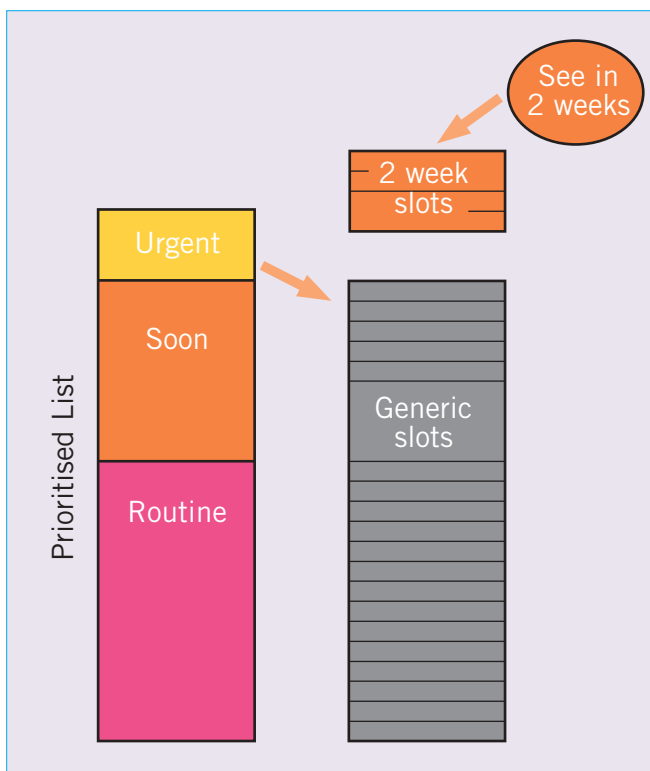 See in
2 weeks
2 week
slots
Urgent
Soon
Generic
slots
Routine
Prioritised List